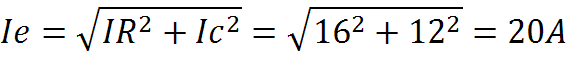 Ie = √(IR² + Ic²) = √(16² + 12²) = 20A